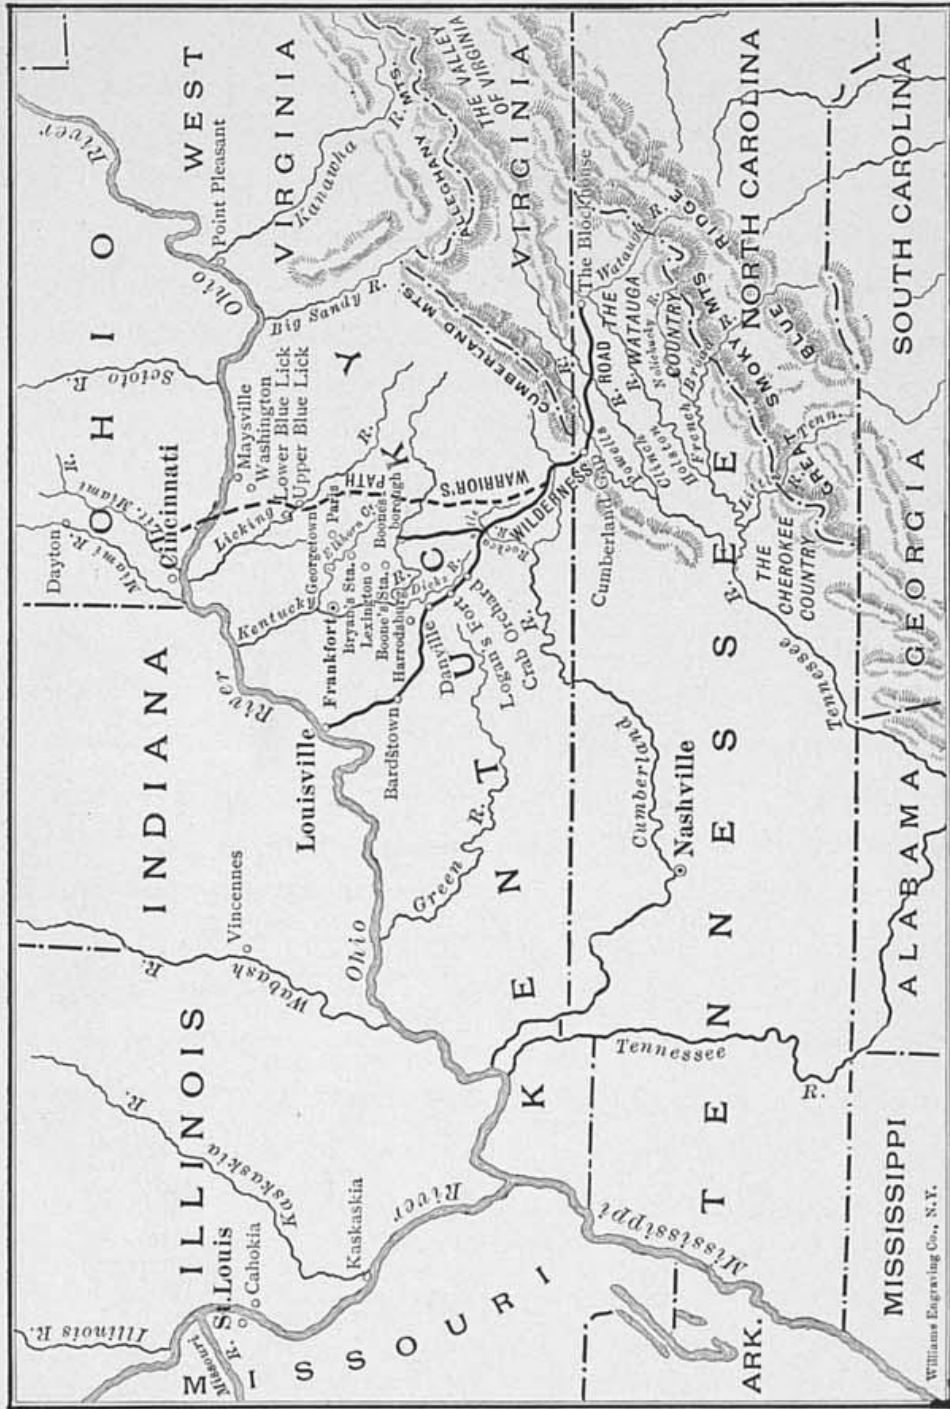 OHIO
WEST
VIRGINIA
VIRGINIA
THE VALLEY
OF VIRGINIA
ALLEGHANY MTS.
Ohio River
Point Pleasant
Kanawha R.
Big Sandy R.
Scioto R.
Maysville
Washington
Lower Blue Lick
Upper Blue Lick
Lit. Miami R.
Miami R.
Dayton
Cincinnati
Licking R.
WARRIOR'S PATH
CUMBERLAND MTS.
INDIANA
Kentucky R.
Georgetown
Paris
Elkhorn Cr.
Frankfort
Bryan's Sta.
Lexington
Boone's Sta.
Boones
borough
Harrodsburg
Dicks R.
Danville
Logan's Fort
Crab Orchard
WILDERNESS ROAD
Cumberland Gap
The Blockhouse
Louisville
Bardstown
River
Green R.
KENTUCKY
Vincennes
Wabash R.
Ohio
ILLINOIS
Kaskaskia R.
Kaskaskia
Cahokia
St. Louis
Illinois R.
Missouri R.
MISSOURI
Mississippi River
ARK.
TENNESSEE
Tennessee R.
Cumberland R.
Nashville
Powells R.
Clinch R.
Holston R.
French Broad R.
Nolichucky R.
Watauga R.
THE
WATAUGA
COUNTRY
Little Tenn. R.
THE
CHEROKEE
COUNTRY
Tennessee R.
GREAT SMOKY MTS
BLUE RIDGE
NORTH CAROLINA
SOUTH CAROLINA
GEORGIA
ALABAMA
MISSISSIPPI
Williams Engraving Co., N.Y.